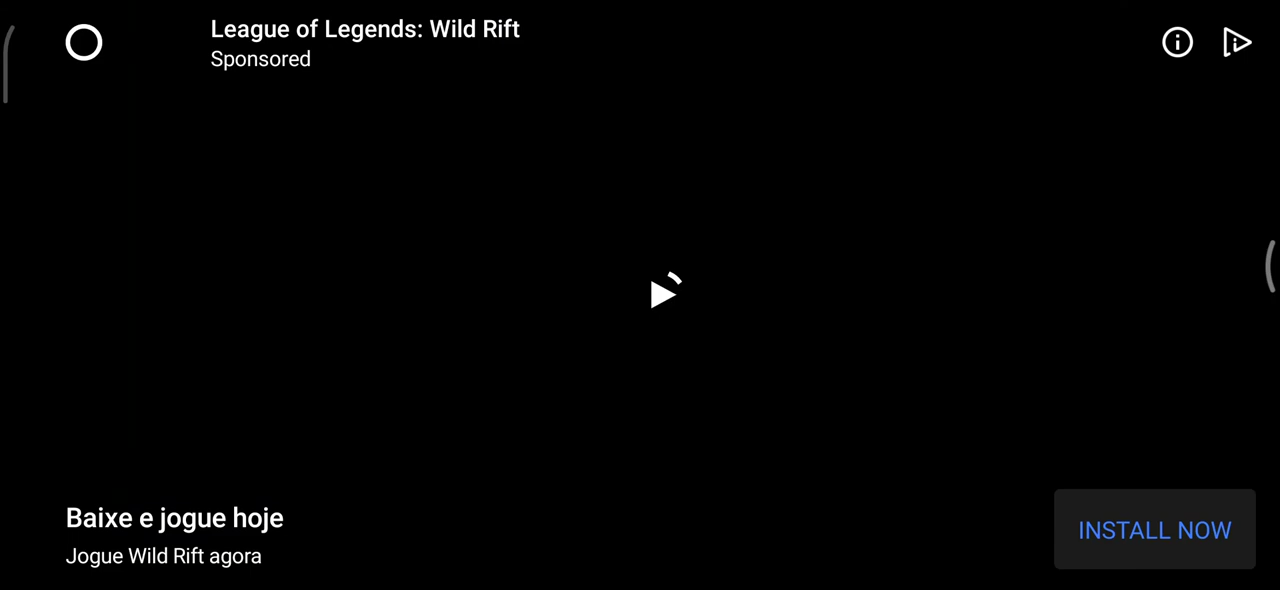 League of Legends: Wild Rift
Sponsored
Baixe e jogue hoje
Jogue Wild Rift agora
INSTALL NOW